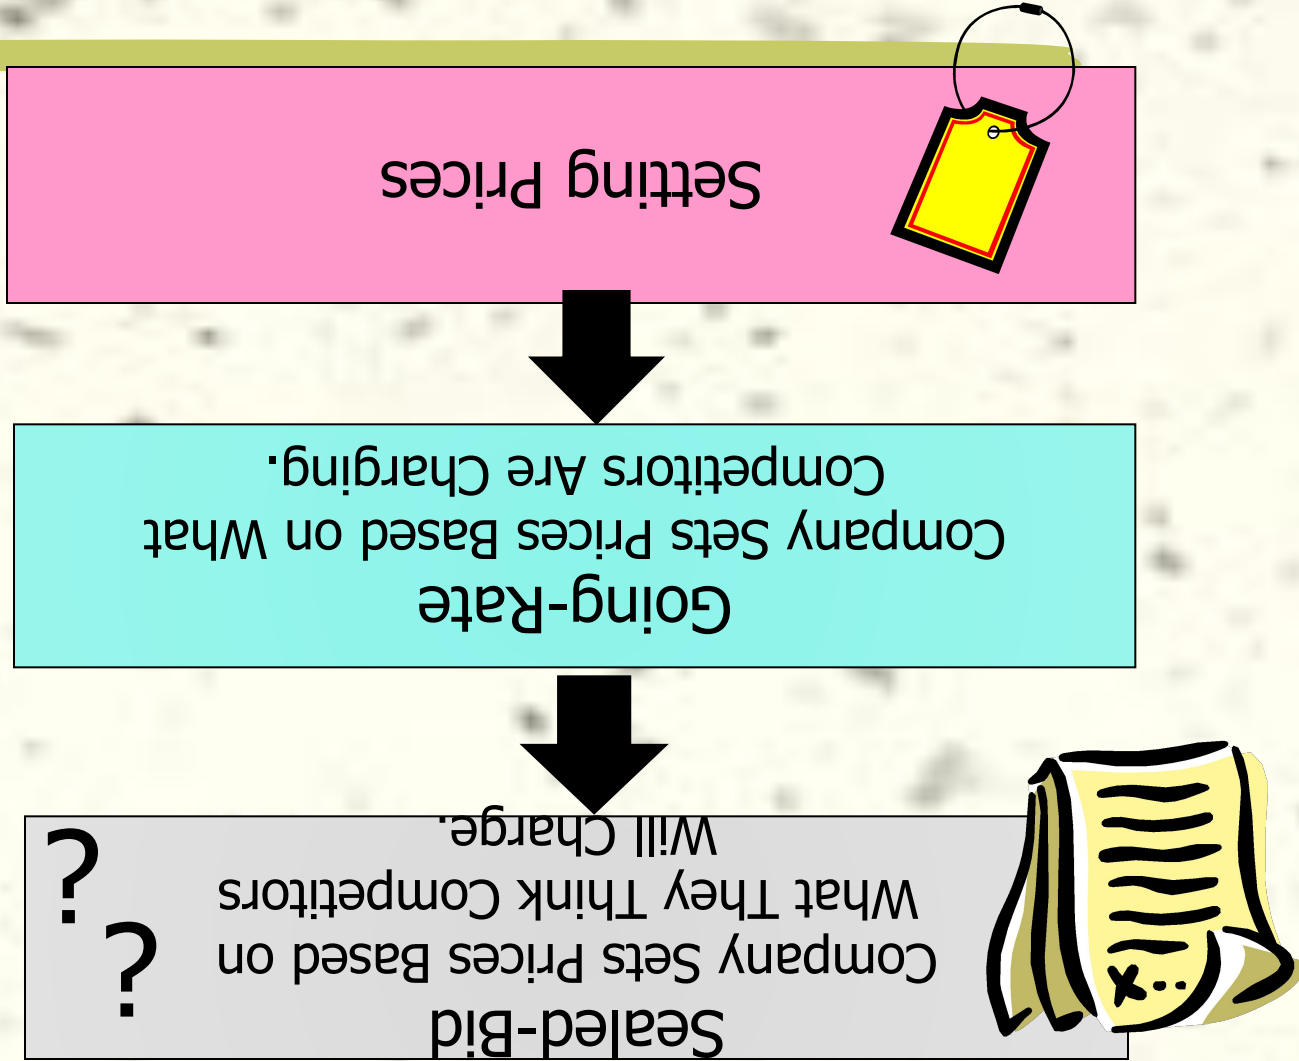 Setting Prices
Going-Rate
Company Sets Prices Based on What
Competitors Are Charging.
Sealed-Bid
Company Sets Prices Based on
What They Think Competitors
Will Charge.
?
?